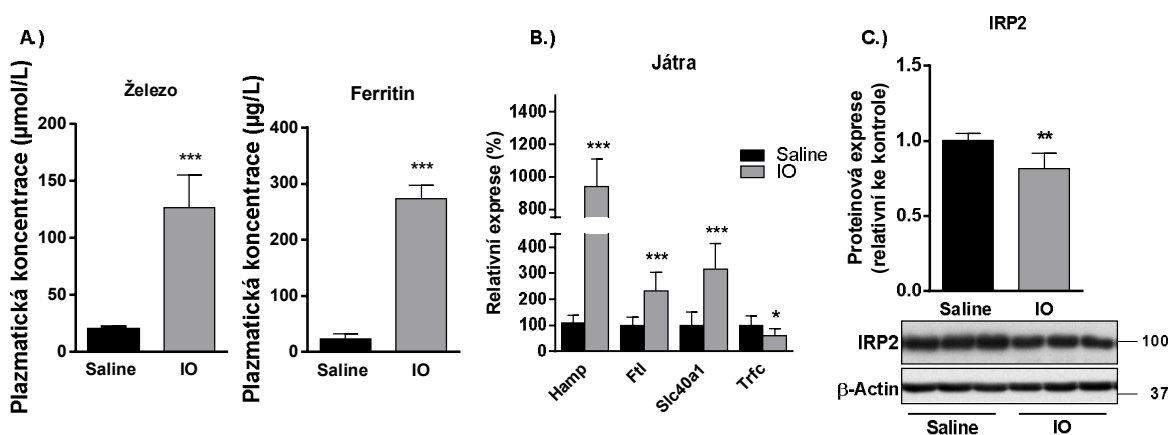 A.)
Železo
Plazmatická koncentrace (µmol/L)
200
150
100
50
0
***
Saline
IO
Ferritin
Plazmatická koncentrace (µg/L)
400
300
200
100
0
***
Saline
IO
B.)
Játra
Relativní exprese (%)
1400
1200
1000
800
400
300
200
100
0
***
***
***
*
Saline
IO
Hamp
Ftl
Slc40a1
Trfc
C.)
IRP2
Proteinová exprese
(relativní ke kontrole)
1.5
1.0
0.5
0.0
**
Saline
IO
IRP2
100
β-Actin
37
Saline
IO